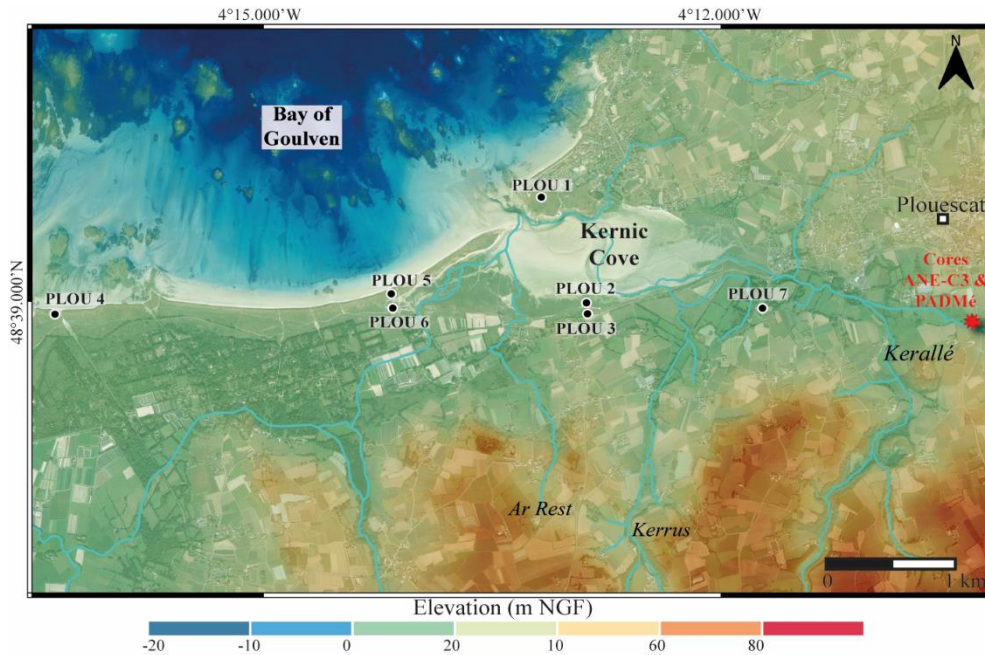 4°15.000'W
4°12.000'W
N
Bay of
Goulven
PLOU 1
Plouescat
Kernic
Cove
Cores
ANE-C3 &
PADMé
PLOU 5
PLOU 4
PLOU 2
PLOU 7
PLOU 6
PLOU 3
48°39.000'N
Kerallé
Ar Rest
Kerrus
0 1 km
Elevation (m NGF)
-20 -10 0 20 10 60 80